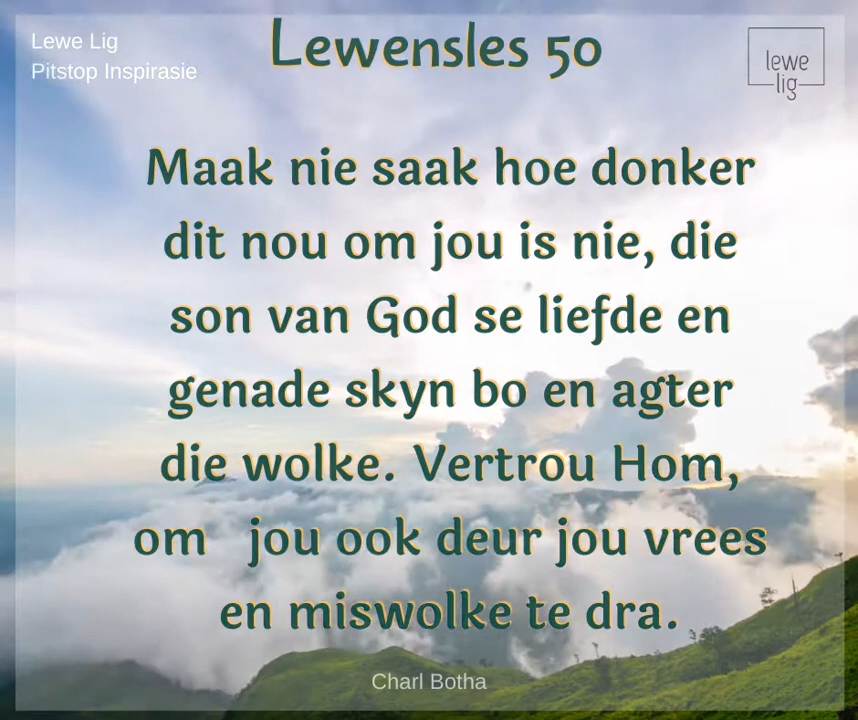 Lewe Lig
Pitstop Inspirasie
Lewensles 50
lewe
lig
Maak nie saak hoe donker
dit nou om jou is nie, die
son van God se liefde en
genade skyn bo en agter
die wolke. Vertrou Hom,
om jou ook deur jou vrees
en miswolke te dra.
Charl Botha